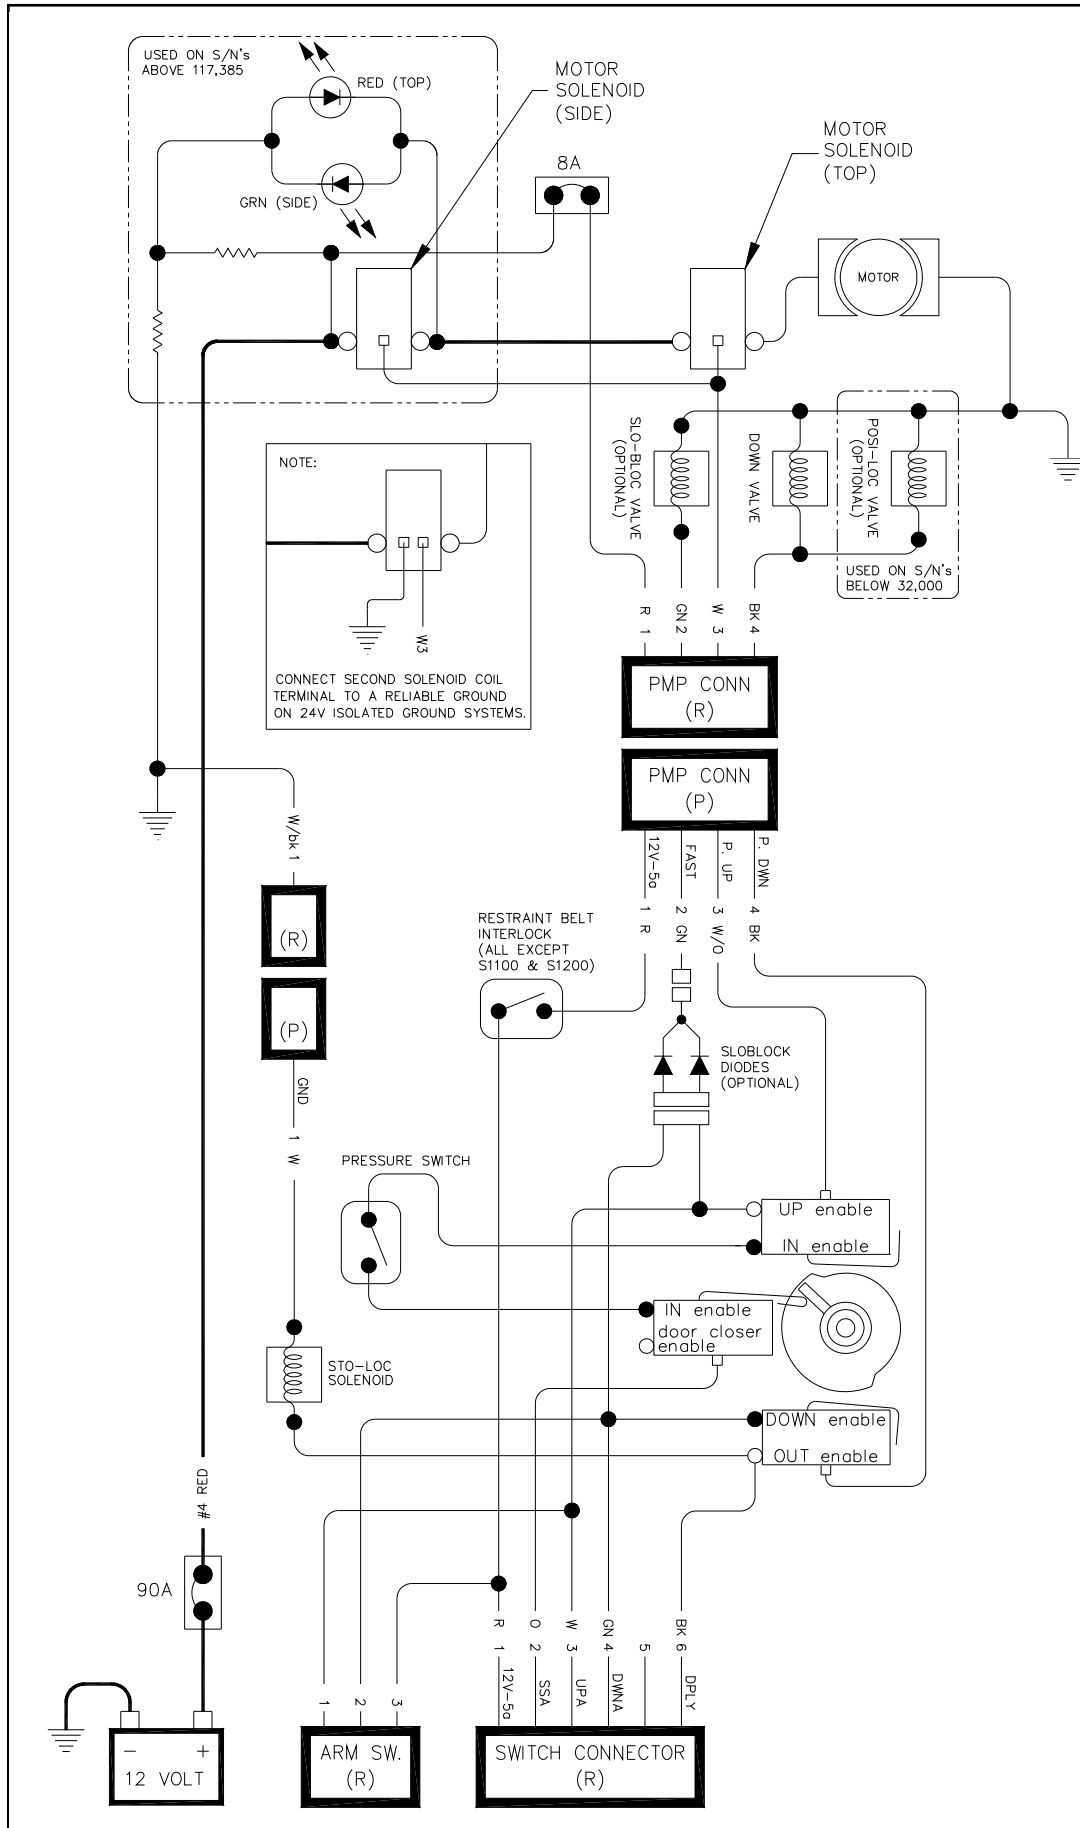 USED ON S/N's
ABOVE 117,385
RED (TOP)
GRN (SIDE)
MOTOR
SOLENOID
(SIDE)
8A
MOTOR
SOLENOID
(TOP)
MOTOR
SLO-BLOC VALVE
(OPTIONAL)
DOWN VALVE
POSI-LOC VALVE
(OPTIONAL)
USED ON S/N's
BELOW 32,000
NOTE:
W3
CONNECT SECOND SOLENOID COIL
TERMINAL TO A RELIABLE GROUND
ON 24V ISOLATED GROUND SYSTEMS.
R 1
GN 2
W 3
BK 4
PMP CONN
(R)
PMP CONN
(P)
12V-5a
FAST
P. UP
P. DWN
1 R
2 GN
3 W/O
4 BK
W/bk 1
(R)
(P)
GND
1 W
RESTRAINT BELT
INTERLOCK
(ALL EXCEPT
S1100 & S1200)
SLOBLOCK
DIODES
(OPTIONAL)
PRESSURE SWITCH
UP enable
IN enable
IN enable
door closer
enable
STO-LOC
SOLENOID
DOWN enable
OUT enable
#4 RED
90A
R 1
O 2
W 3
GN 4
5
BK 6
12V-5a
SSA
UPA
DWNA
DPLY
1
2
3
- +
12 VOLT
ARM SW.
(R)
SWITCH CONNECTOR
(R)